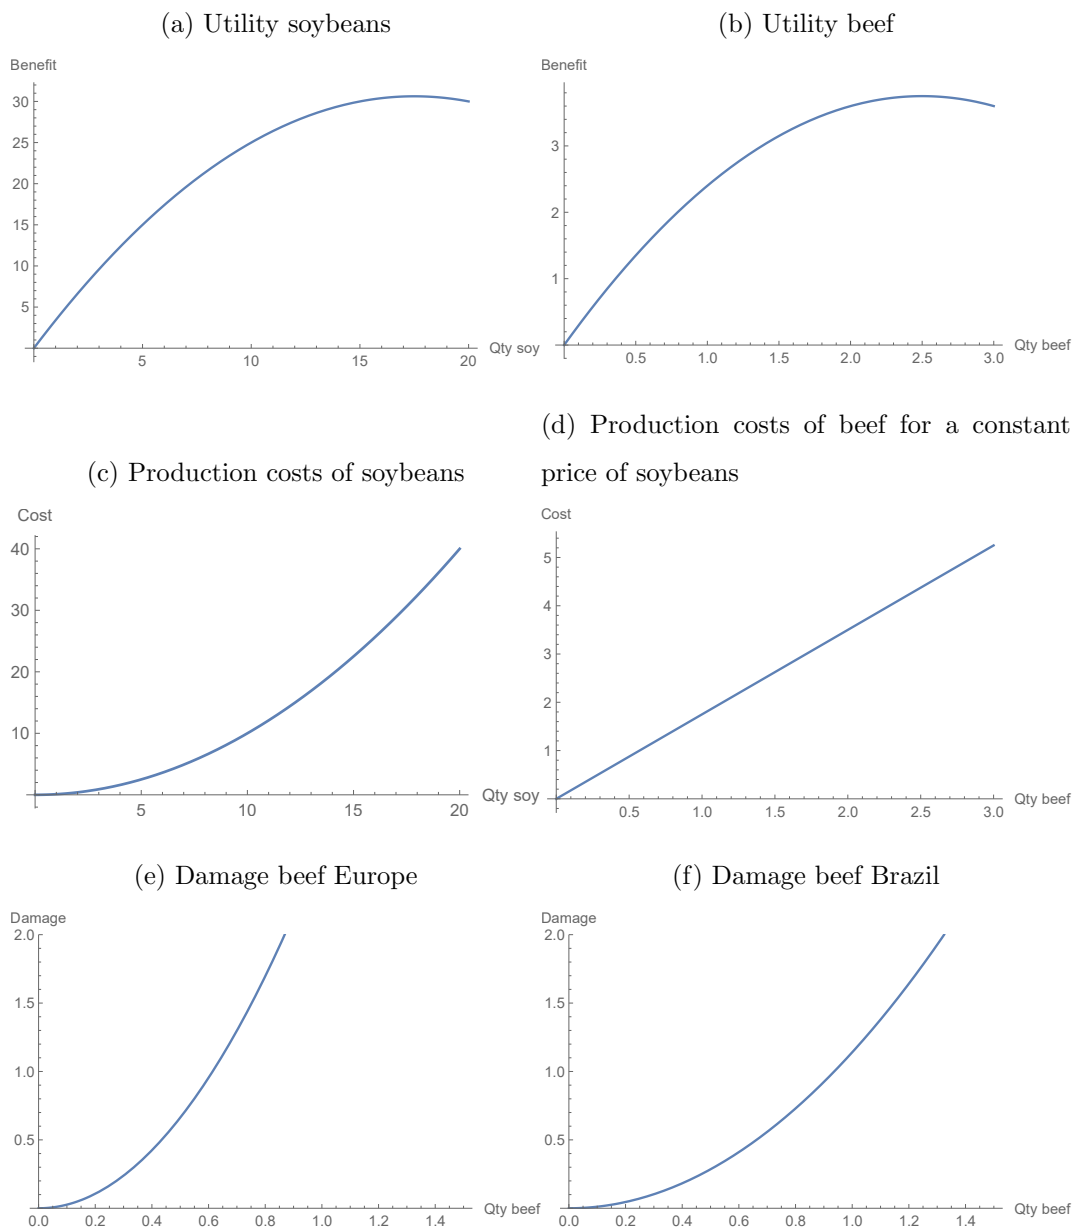 (a) Utility soybeans
Benefit
30
25
20
15
10
5
5 10 15 20
Qty soy
(b) Utility beef
Benefit
3
2
1
0.5 1.0 1.5 2.0 2.5 3.0
Qty beef
(c) Production costs of soybeans
Cost
40
30
20
10
5 10 15 20
Qty soy
(d) Production costs of beef for a constant
price of soybeans
Cost
5
4
3
2
1
0.5 1.0 1.5 2.0 2.5 3.0
Qty beef
(e) Damage beef Europe
Damage
2.0
1.5
1.0
0.5
0.0 0.2 0.4 0.6 0.8 1.0 1.2 1.4
Qty beef
(f) Damage beef Brazil
Damage
2.0
1.5
1.0
0.5
0.0 0.2 0.4 0.6 0.8 1.0 1.2 1.4
Qty beef